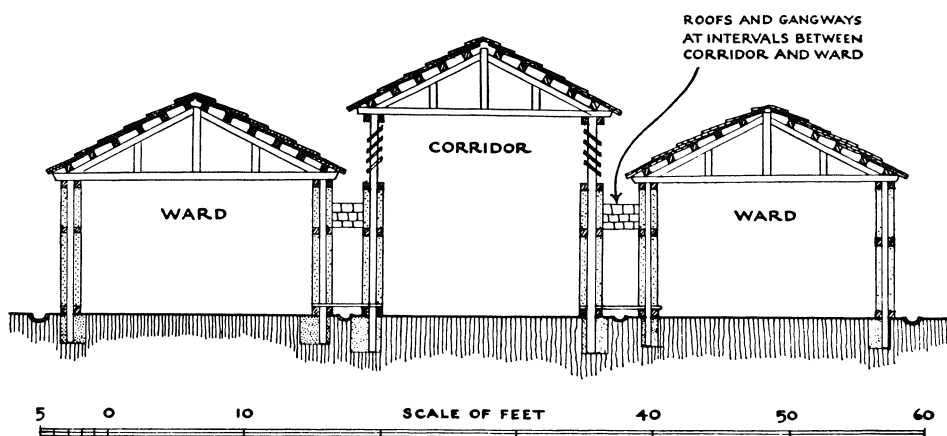 ROOFS AND GANGWAYS
AT INTERVALS BETWEEN
CORRIDOR AND WARD
CORRIDOR
WARD
WARD
5 0 10 SCALE OF FEET 40 50 60